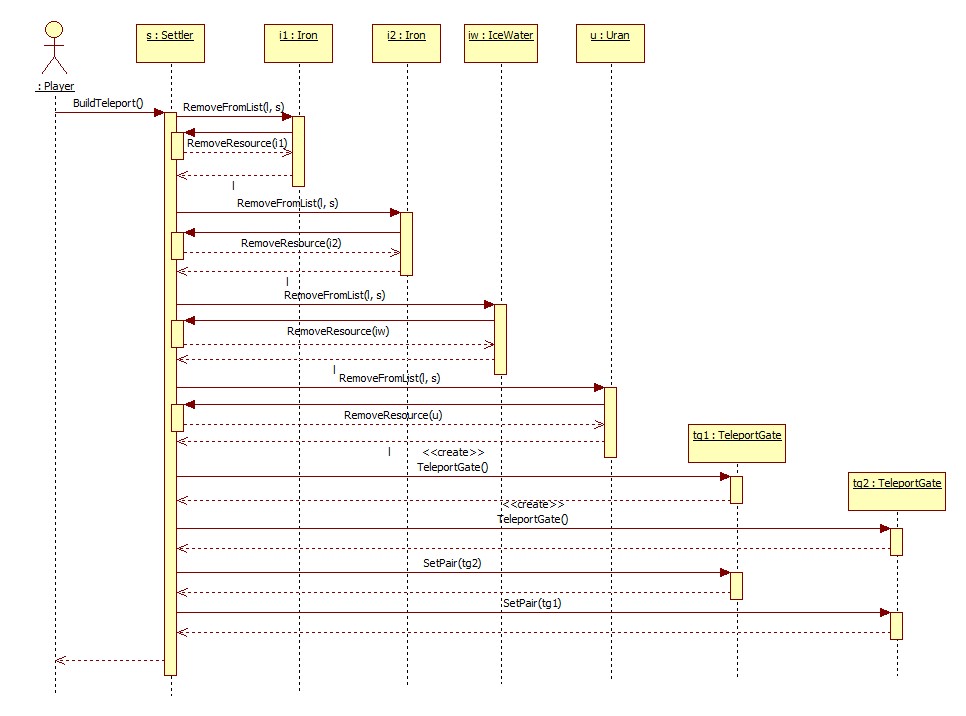 s : Settler
i1 : Iron
i2 : Iron
iw : IceWater
u : Uran
: Player
BuildTeleport()
RemoveFromList(l, s)
RemoveResource(i1)
l
RemoveFromList(l, s)
RemoveResource(i2)
l
RemoveFromList(l, s)
RemoveResource(iw)
l
RemoveFromList(l, s)
RemoveResource(u)
tg1 : TeleportGate
l
<<create>>
TeleportGate()
tg2 : TeleportGate
<<create>>
TeleportGate()
SetPair(tg2)
SetPair(tg1)